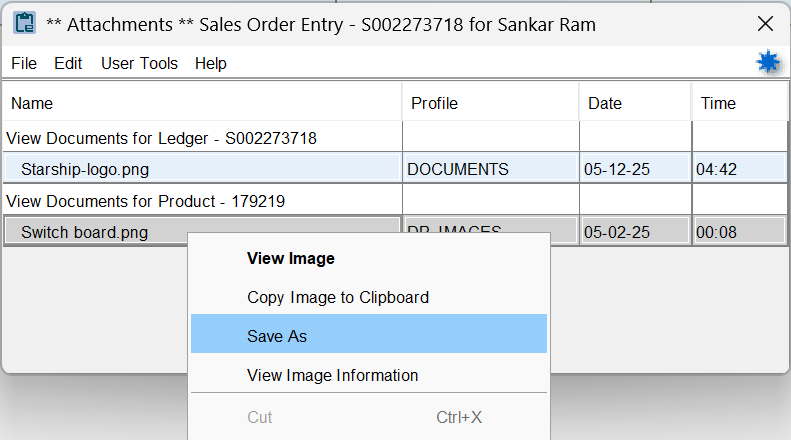 ** Attachments ** Sales Order Entry - S002273718 for Sankar Ram
File Edit User Tools Help
Name Profile Date Time
View Documents for Ledger - S002273718
Starship-logo.png DOCUMENTS 05-12-25 04:42
View Documents for Product - 179219
Switch board.png 05-02-25 00:08
View Image
Copy Image to Clipboard
Save As
View Image Information
Cut Ctrl+X